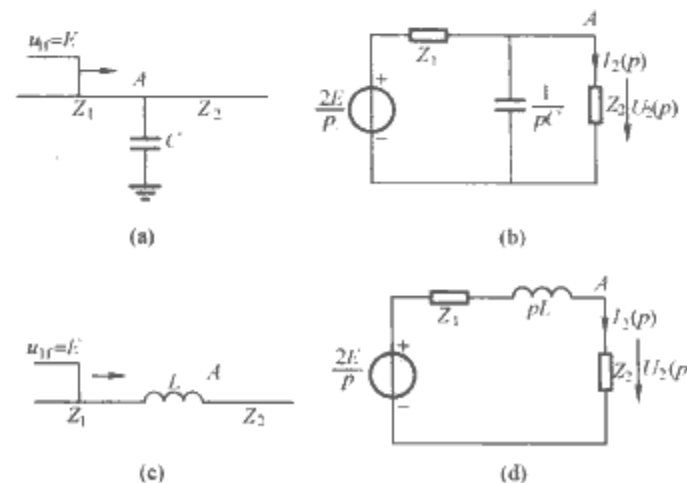 u₁f=E
A
Z₁
Z₂
C
(a)
A
Z₁
I₂(p)
2E/p
+
−
1/pC
Z₂
U₂(p)
(b)
u₁f=E
L
A
Z₁
Z₂
(c)
A
Z₁
pL
I₂(p)
2E/p
+
−
Z₂
U₂(p
(d)